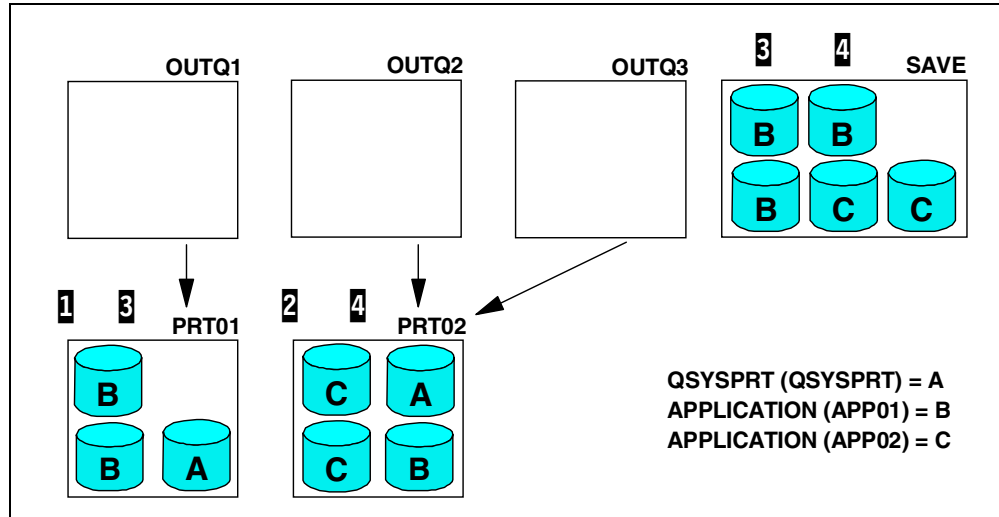 3 4
OUTQ1 OUTQ2 OUTQ3 SAVE
B B
B C C
1 3 2 4
PRT01 PRT02
B C A
B A C B
QSYSPRT (QSYSPRT) = A
APPLICATION (APP01) = B
APPLICATION (APP02) = C